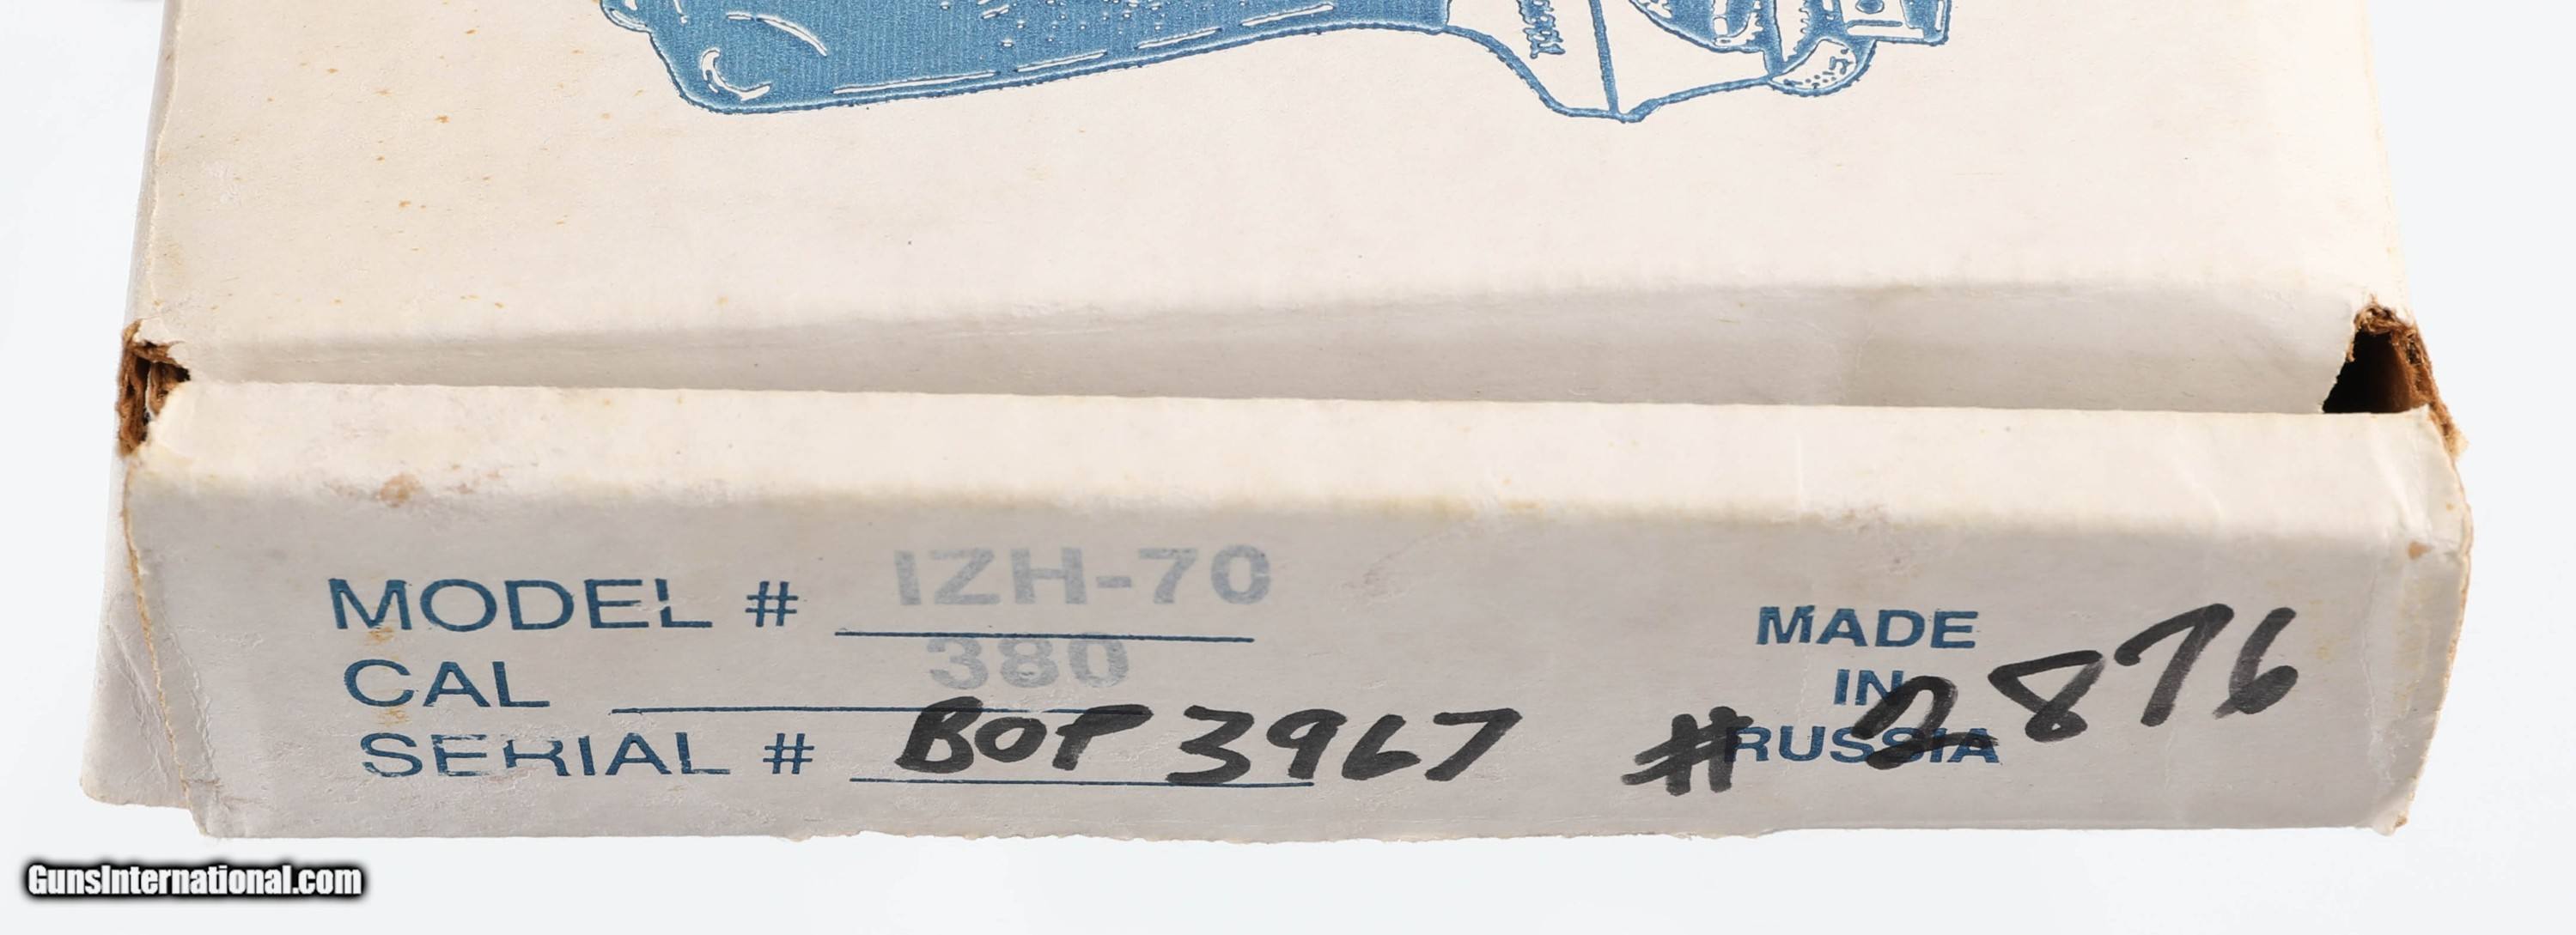 MODEL # IZH-70
CAL 380
SERIAL # BOP 3967
MADE
IN
RUSSIA
# 2876
GunsInternational.com